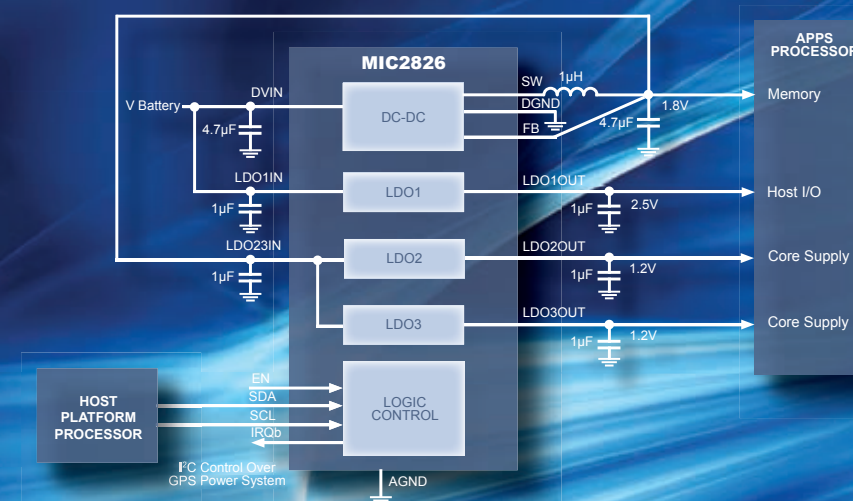 MIC2826
APPS
PROCESSOR
V Battery
DVIN
4.7µF
DC-DC
SW
1µH
DGND
FB
1.8V
4.7µF
Memory
LDO1IN
1µF
LDO1
LDO1OUT
1µF
2.5V
Host I/O
LDO23IN
1µF
LDO2
LDO2OUT
1µF
1.2V
Core Supply
LDO3
LDO3OUT
1µF
1.2V
Core Supply
HOST
PLATFORM
PROCESSOR
EN
SDA
SCL
IRQb
LOGIC
CONTROL
I²C Control Over
GPS Power System
AGND